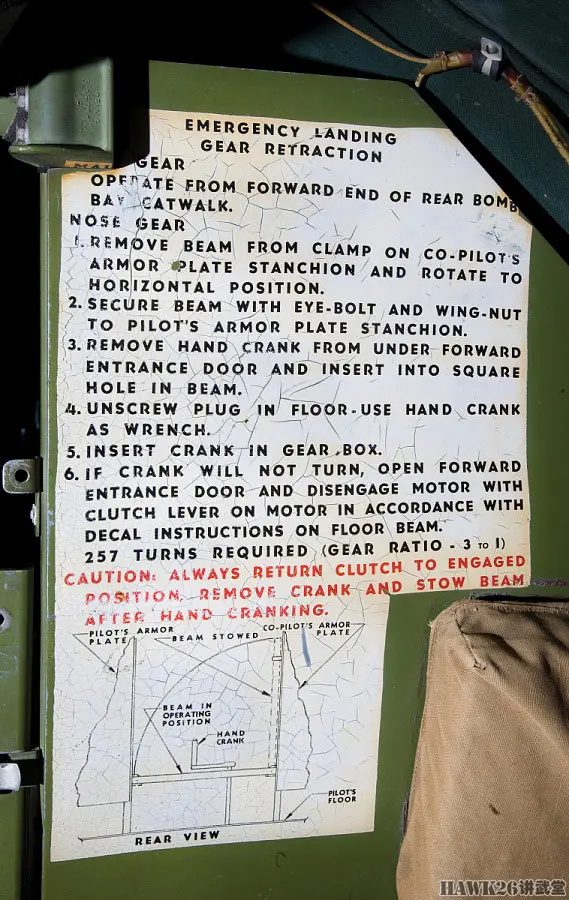 EMERGENCY LANDING
GEAR RETRACTION
GEAR
OPERATE FROM FORWARD END OF REAR BOMB
BAY CATWALK.
NOSE GEAR
1. REMOVE BEAM FROM CLAMP ON CO-PILOT'S
ARMOR PLATE STANCHION AND ROTATE TO
HORIZONTAL POSITION.
2. SECURE BEAM WITH EYE-BOLT AND WING-NUT
TO PILOT'S ARMOR PLATE STANCHION.
3. REMOVE HAND CRANK FROM UNDER FORWARD
ENTRANCE DOOR AND INSERT INTO SQUARE
HOLE IN BEAM.
4. UNSCREW PLUG IN FLOOR-USE HAND CRANK
AS WRENCH.
5. INSERT CRANK IN GEAR BOX.
6. IF CRANK WILL NOT TURN, OPEN FORWARD
ENTRANCE DOOR AND DISENGAGE MOTOR WITH
CLUTCH LEVER ON MOTOR IN ACCORDANCE WITH
DECAL INSTRUCTIONS ON FLOOR BEAM.
257 TURNS REQUIRED (GEAR RATIO - 3 TO 1)
CAUTION: ALWAYS RETURN CLUTCH TO ENGAGED
POSITION, REMOVE CRANK AND STOW BEAM
AFTER HAND CRANKING.
PILOT'S ARMOR
PLATE
BEAM STOWED
CO-PILOT'S ARMOR
PLATE
BEAM IN
OPERATING
POSITION
HAND
CRANK
PILOT'S
FLOOR
REAR VIEW
HAWK26讲武堂